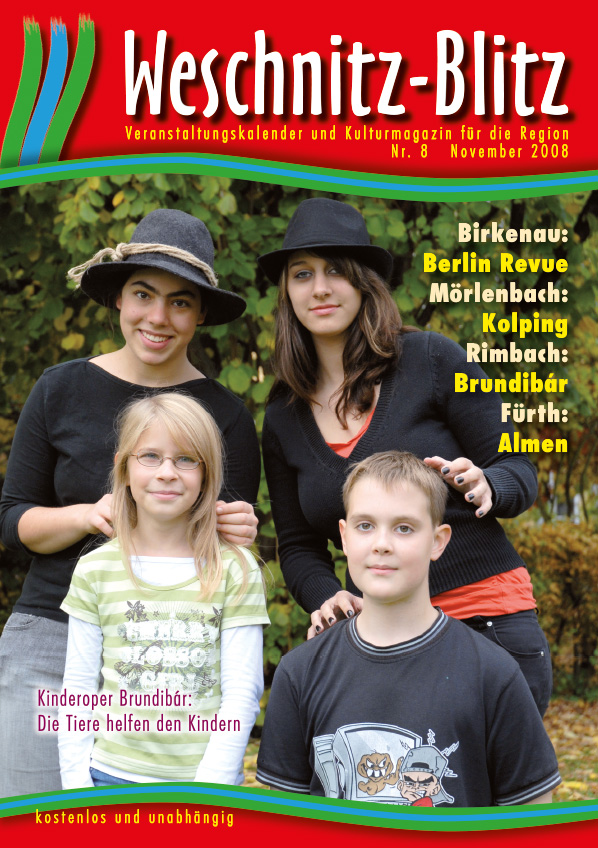 Weschnitz-Blitz
Veranstaltungskalender und Kulturmagazin für die Region
Nr. 8 November 2008
Birkenau:
Berlin Revue
Mörlenbach:
Kolping
Rimbach:
Brundibár
Fürth:
Almen
Kinderoper Brundibár:
Die Tiere helfen den Kindern
kostenlos und unabhängig